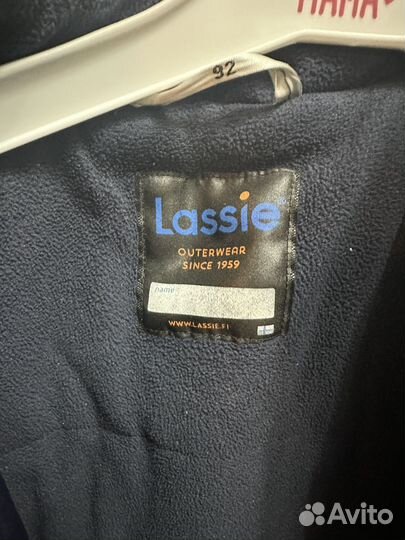 МАМА
92
Lassie
OUTERWEAR
SINCE 1959
name
WWW.LASSIE.FI
Avito